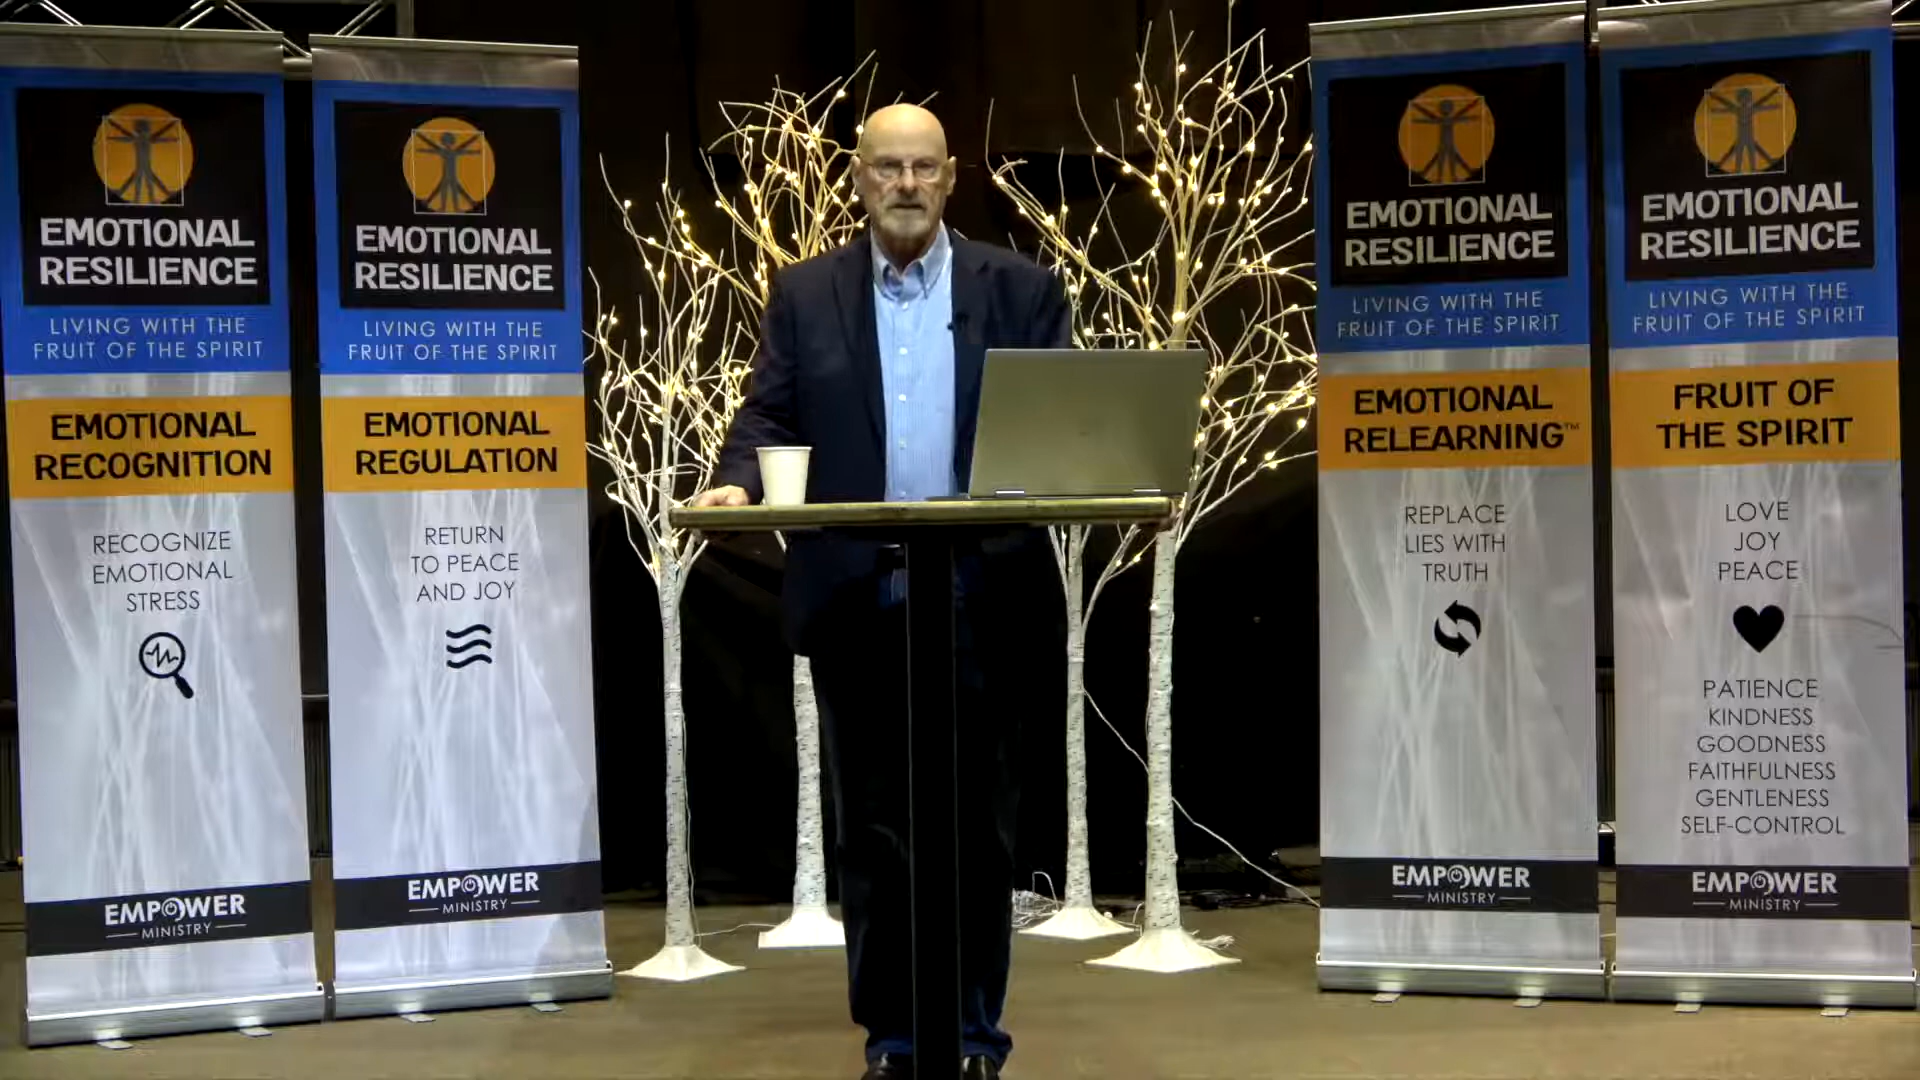 EMOTIONAL
RESILIENCE
LIVING WITH THE
FRUIT OF THE SPIRIT
EMOTIONAL
RECOGNITION
RECOGNIZE
EMOTIONAL
STRESS
EMPOWER
MINISTRY
EMOTIONAL
RESILIENCE
LIVING WITH THE
FRUIT OF THE SPIRIT
EMOTIONAL
REGULATION
RETURN
TO PEACE
AND JOY
EMPOWER
MINISTRY
EMOTIONAL
RESILIENCE
LIVING WITH THE
FRUIT OF THE SPIRIT
EMOTIONAL
RELEARNING™
REPLACE
LIES WITH
TRUTH
EMPOWER
MINISTRY
EMOTIONAL
RESILIENCE
LIVING WITH THE
FRUIT OF THE SPIRIT
FRUIT OF
THE SPIRIT
LOVE
JOY
PEACE
PATIENCE
KINDNESS
GOODNESS
FAITHFULNESS
GENTLENESS
SELF-CONTROL
EMPOWER
MINISTRY